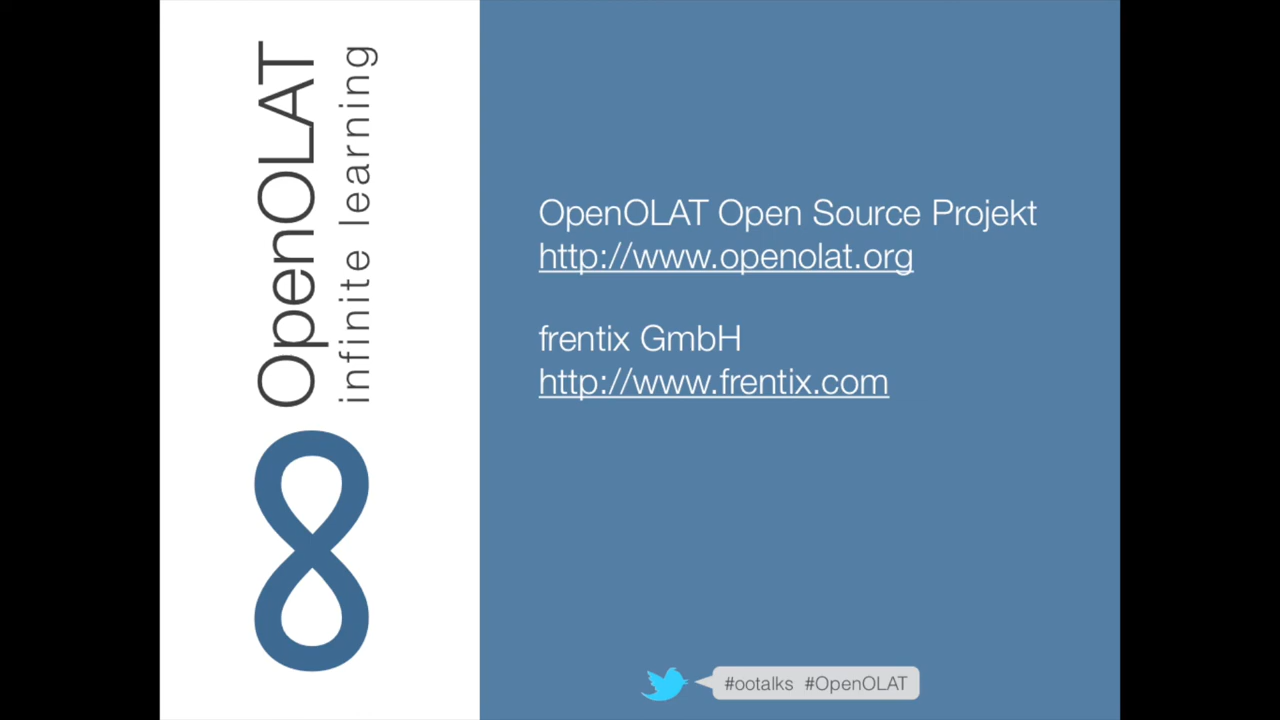 OpenOLAT
infinite learning
OpenOLAT Open Source Projekt
http://www.openolat.org
frentix GmbH
http://www.frentix.com
#ootalks #OpenOLAT